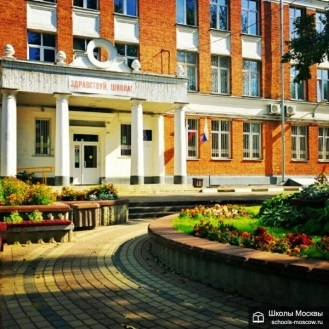 ЗДРАВСТВУЙ, ШКОЛА!
Школы Москвы
schools-moscow.ru